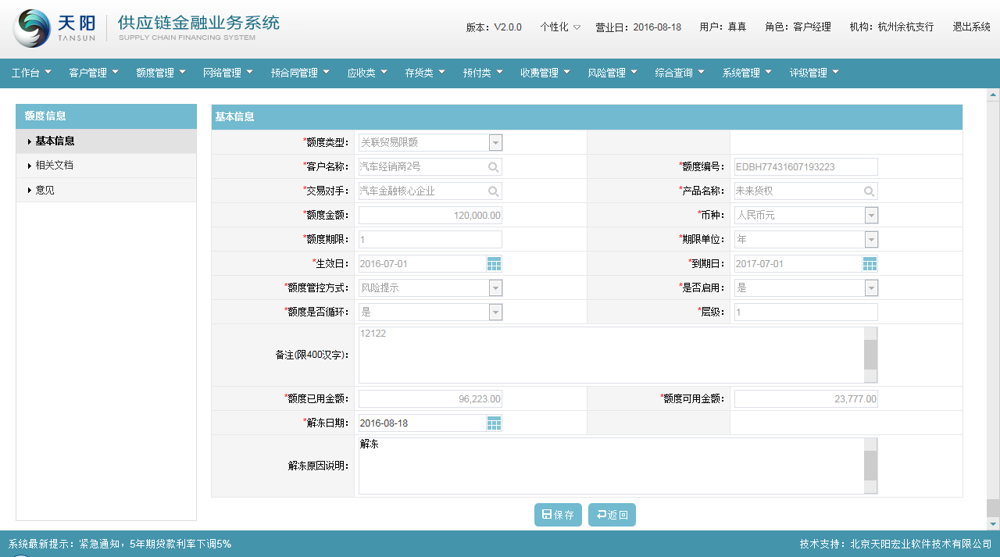 天阳 TANSUN 供应链金融业务系统 SUPPLY CHAIN FINANCING SYSTEM
版本：V2.0.0 个性化 营业日：2016-08-18 用户：真真 角色：客户经理 机构：杭州余杭支行 退出系统
工作台 客户管理 额度管理 网络管理 预合同管理 应收类 存货类 预付类 收费管理 风险管理 综合查询 系统管理 评级管理
额度信息
基本信息
相关文档
意见
基本信息
*额度类型： 关联贸易限额
*客户名称： 汽车经销商2号 *额度编号： EDBH77431607193223
*交易对手： 汽车金融核心企业 *产品名称： 未来货权
*额度金额： 120,000.00 *币种： 人民币元
*额度期限： 1 *期限单位： 年
*生效日： 2016-07-01 *到期日： 2017-07-01
*额度管控方式： 风险提示 *是否启用： 是
*额度是否循环： 是 *层级： 1
备注(限400汉字)： 12122
*额度已用金额： 96,223.00 *额度可用金额： 23,777.00
*解冻日期： 2016-08-18
解冻原因说明： 解冻
保存 返回
系统最新提示：紧急通知，5年期贷款利率下调5% 技术支持：北京天阳宏业软件技术有限公司